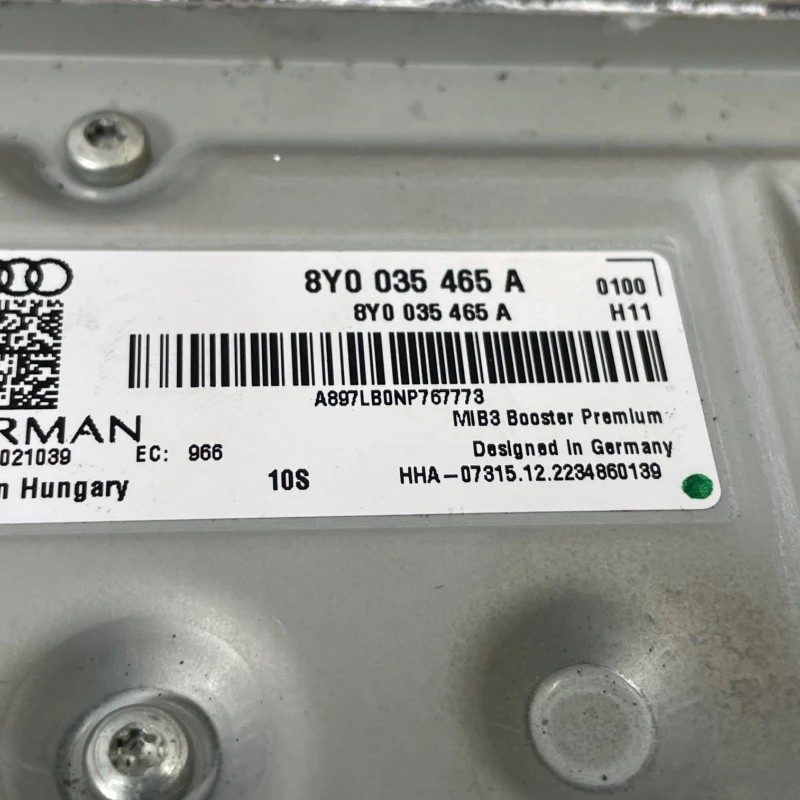 8Y0 035 465 A
0100
8Y0 035 465 A
H11
A897LB0NP767773
MIB3 Booster Premium
RMAN
021039
EC: 966
Designed in Germany
n Hungary
10S
HHA-07315.12.2234860139